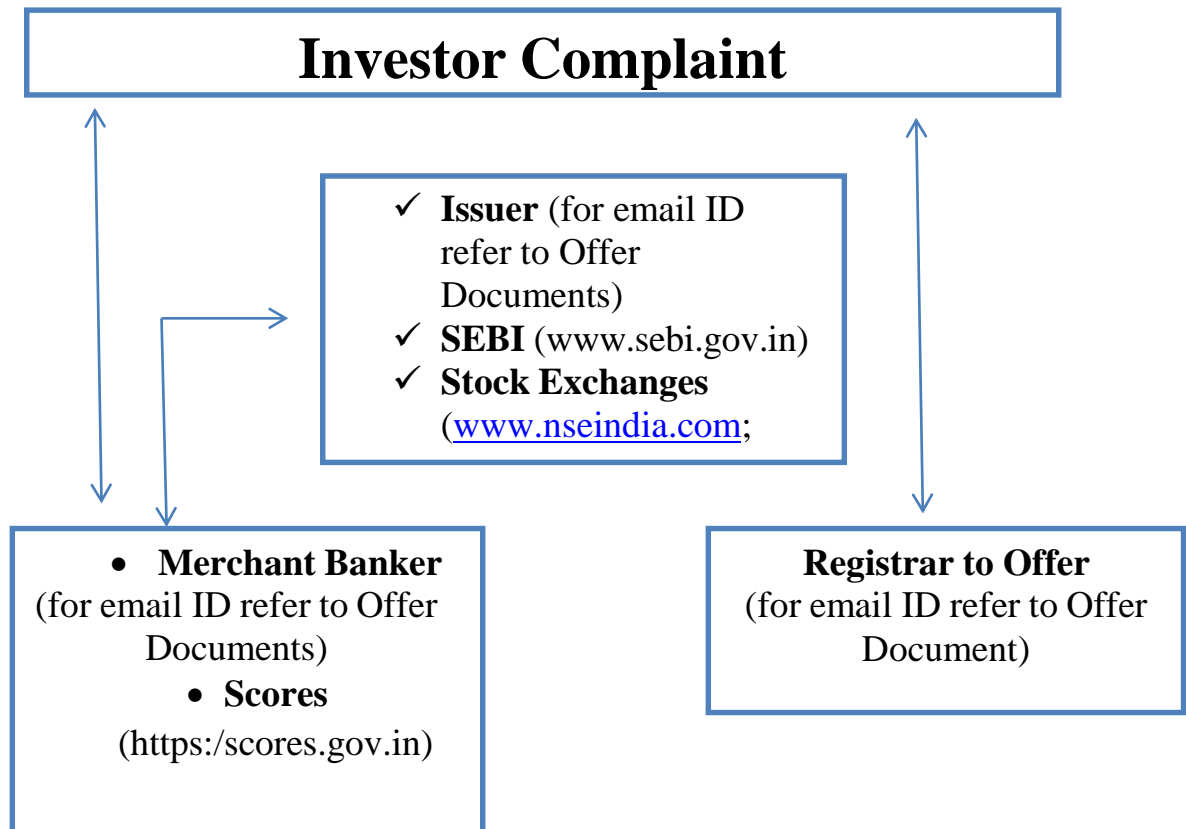 Investor Complaint
✓ Issuer (for email ID
refer to Offer
Documents)
✓ SEBI (www.sebi.gov.in)
✓ Stock Exchanges
(www.nseindia.com;
• Merchant Banker
(for email ID refer to Offer
Documents)
• Scores
(https:/scores.gov.in)
Registrar to Offer
(for email ID refer to Offer
Document)